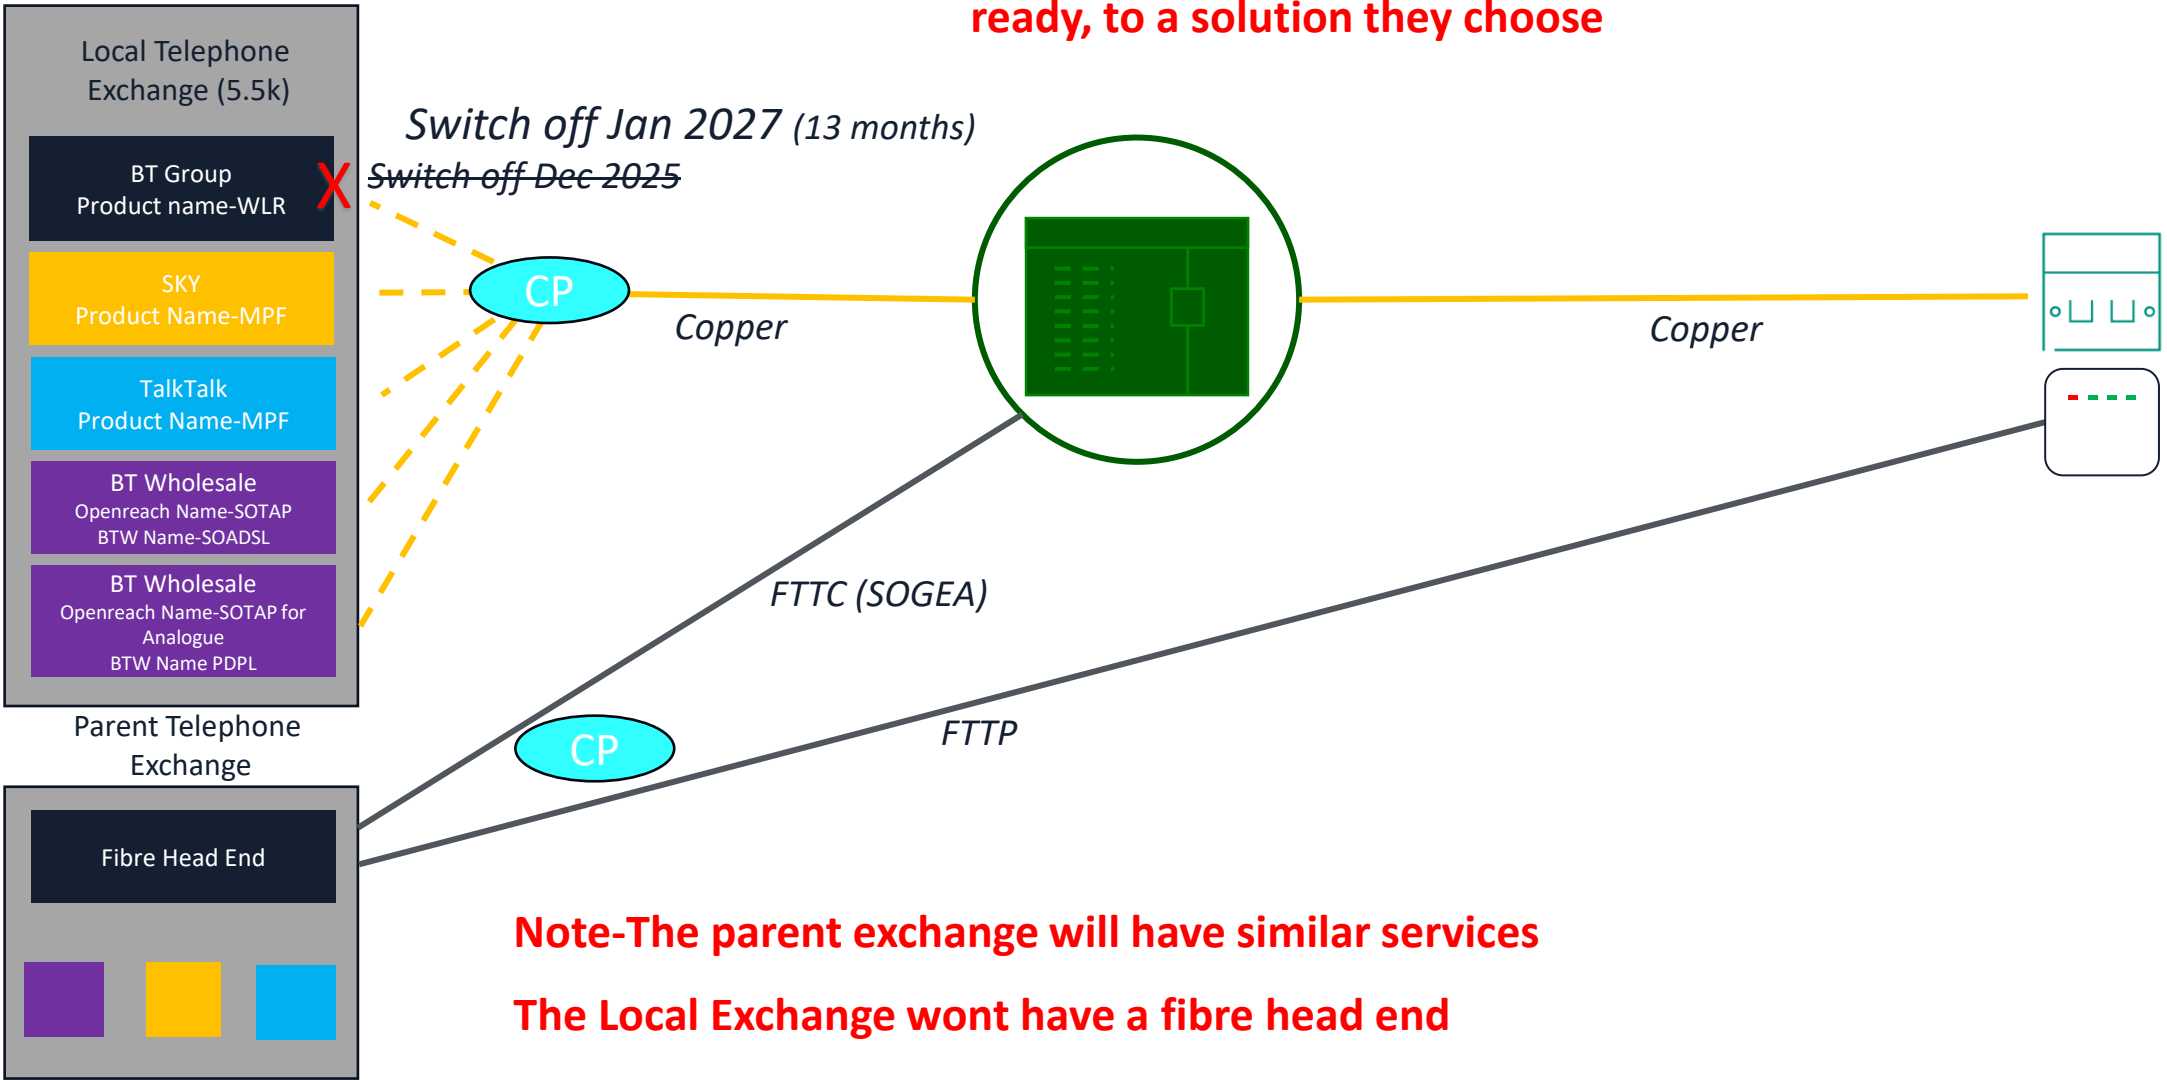 ready, to a solution they choose
Local Telephone
Exchange (5.5k)
Switch off Jan 2027 (13 months)
Switch off Dec 2025
BT Group
Product name-WLR
X
SKY
Product Name-MPF
TalkTalk
Product Name-MPF
BT Wholesale
Openreach Name-SOTAP
BTW Name-SOADSL
BT Wholesale
Openreach Name-SOTAP for
Analogue
BTW Name PDPL
CP
Copper
Copper
FTTC (SOGEA)
FTTP
CP
Parent Telephone
Exchange
Fibre Head End
Note-The parent exchange will have similar services
The Local Exchange wont have a fibre head end